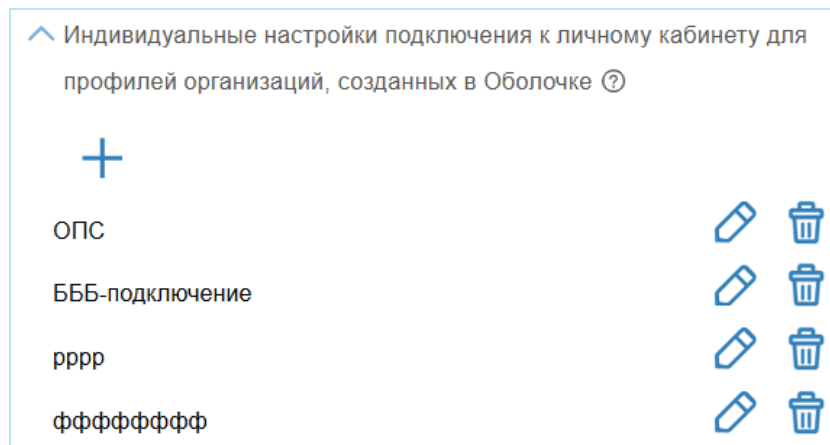 Индивидуальные настройки подключения к личному кабинету для
профилей организаций, созданных в Оболочке ?
ОПС
БББ-подключение
рррр
фффффффф